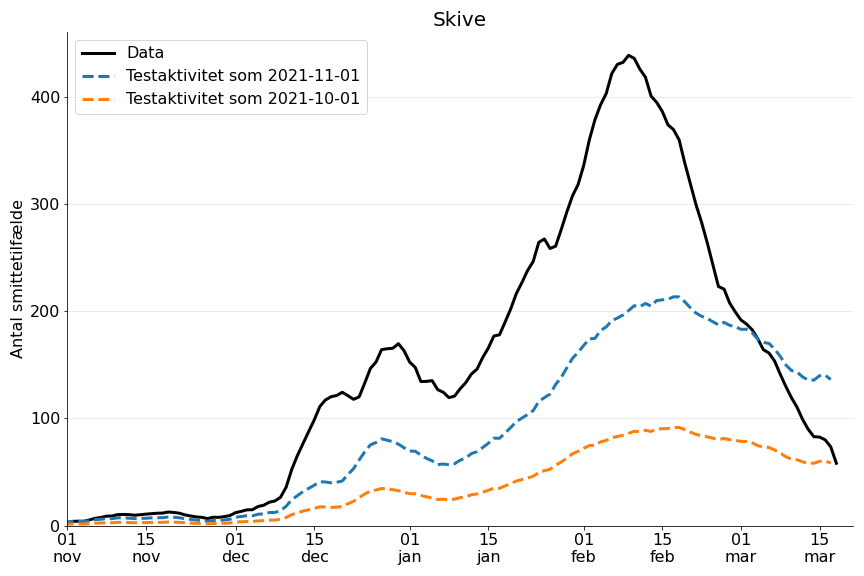 Skive
Data
Testaktivitet som 2021-11-01
Testaktivitet som 2021-10-01
Antal smittetilfælde
400
300
200
100
0
01 15 01 15 01 15 01 15 01 15
nov nov dec dec jan jan feb feb mar mar